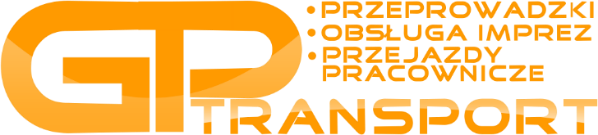 GP
• PRZEPROWADZKI
• OBSŁUGA IMPREZ
• PRZEJAZDY
PRACOWNICZE
TRANSPORT